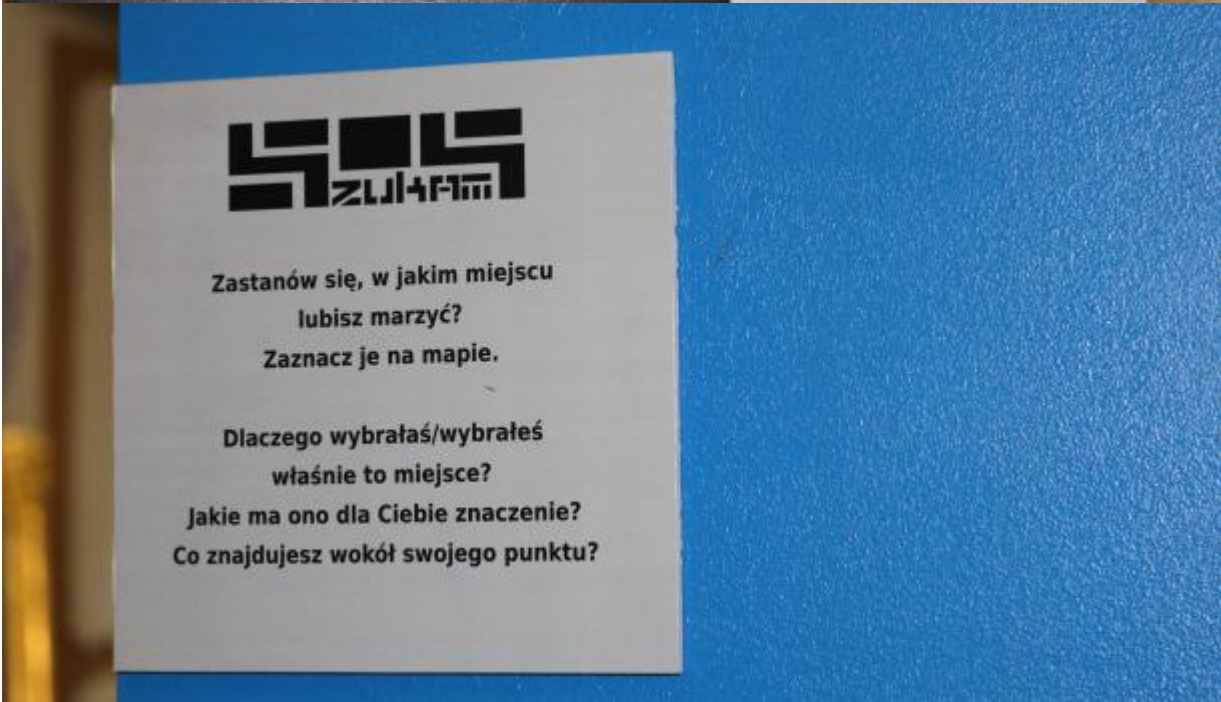 SOS
zukam
Zastanów się, w jakim miejscu
lubisz marzyć?
Zaznacz je na mapie.
Dlaczego wybrałaś/wybrałeś
właśnie to miejsce?
Jakie ma ono dla Ciebie znaczenie?
Co znajdujesz wokół swojego punktu?